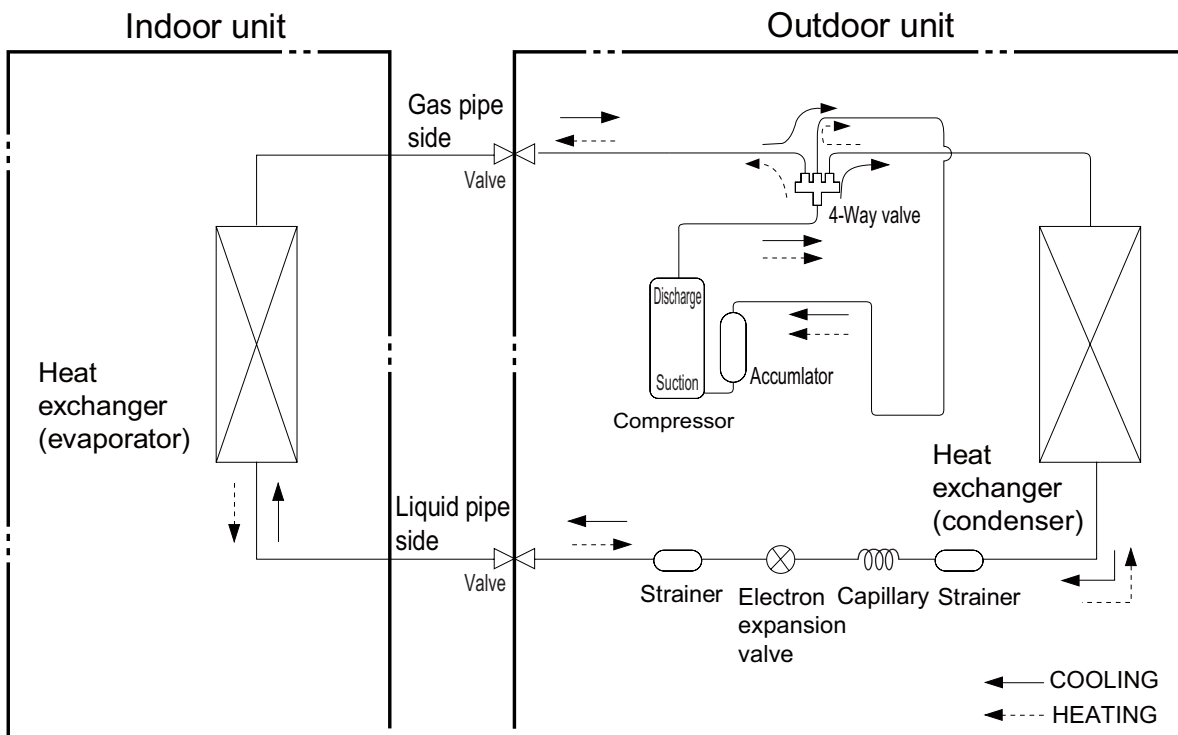 Indoor unit
Outdoor unit
Gas pipe
side
Valve
4-Way valve
Discharge
Suction
Accumlator
Compressor
Heat
exchanger
(evaporator)
Heat
exchanger
(condenser)
Liquid pipe
side
Valve
Strainer
Electron
expansion
valve
Capillary
Strainer
COOLING
HEATING